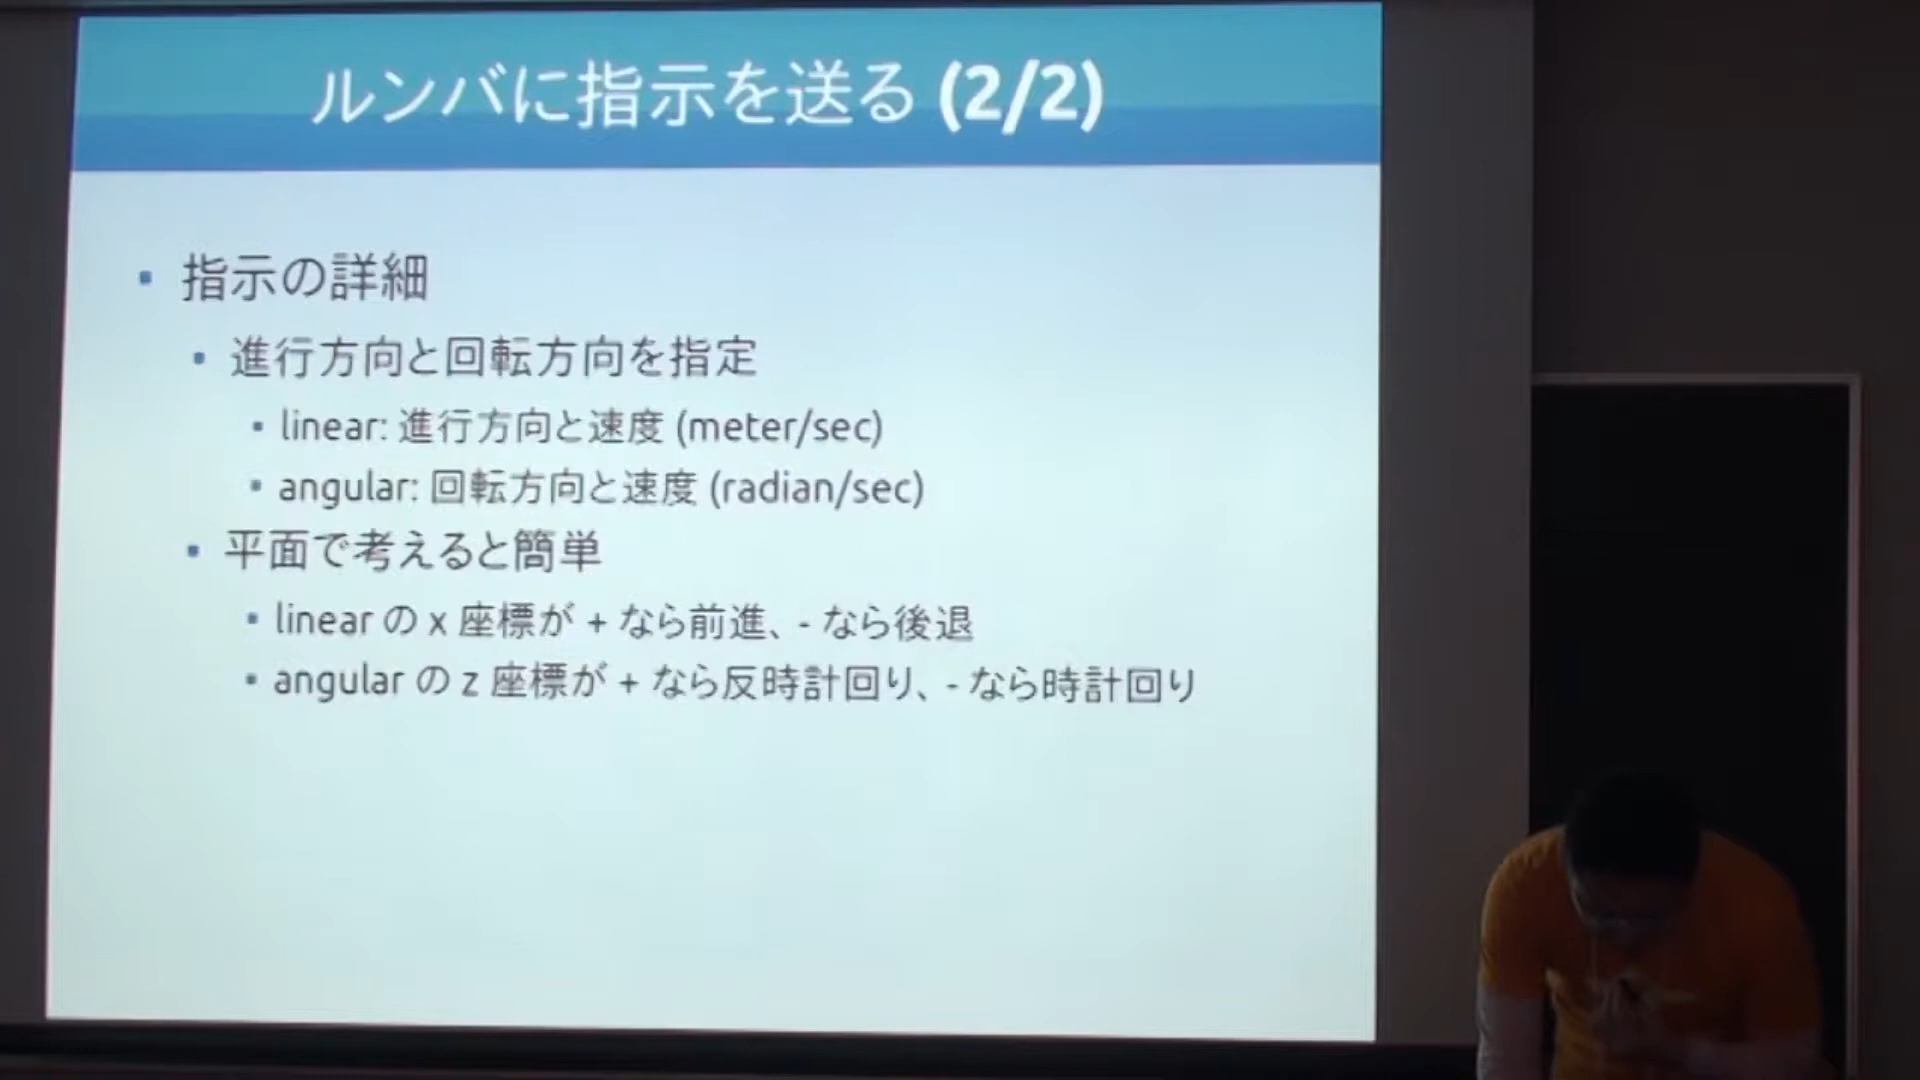 ルンバに指示を送る (2/2)
指示の詳細
進行方向と回転方向を指定
linear: 進行方向と速度 (meter/sec)
angular: 回転方向と速度 (radian/sec)
平面で考えると簡単
linear の x 座標が + なら前進、- なら後退
angular の z 座標が + なら反時計回り、- なら時計回り